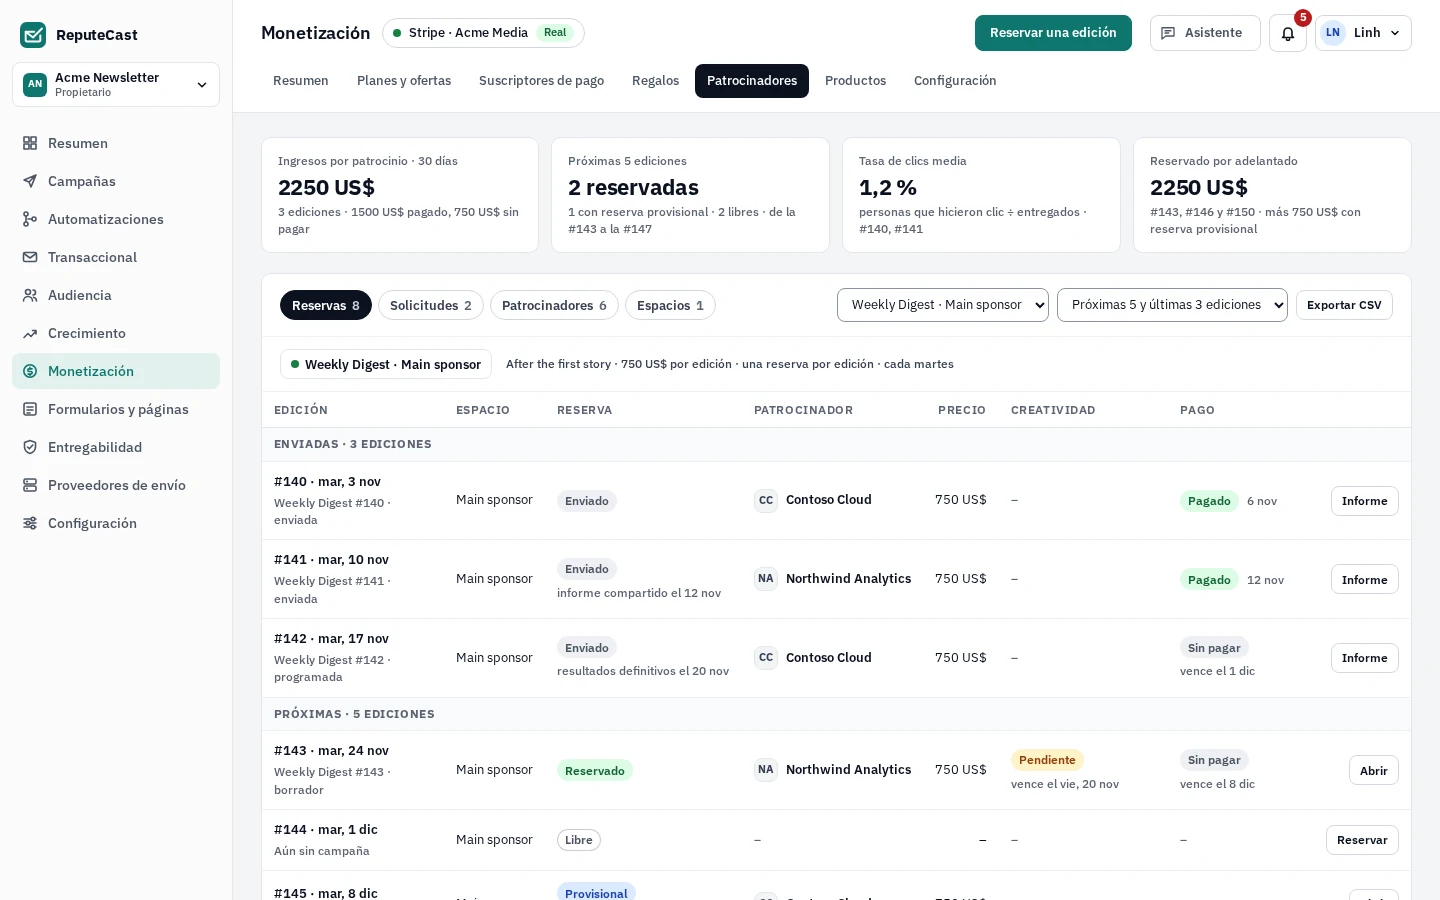 ReputeCast
AN
Acme Newsletter
Propietario
Resumen
Campañas
Automatizaciones
Transaccional
Audiencia
Crecimiento
Monetización
Formularios y páginas
Entregabilidad
Proveedores de envío
Configuración
Monetización
Stripe · Acme Media Real
Reservar una edición
Asistente
5
LN Linh
Resumen Planes y ofertas Suscriptores de pago Regalos Patrocinadores Productos Configuración
Ingresos por patrocinio · 30 días
2250 US$
3 ediciones · 1500 US$ pagado, 750 US$ sin
pagar
Próximas 5 ediciones
2 reservadas
1 con reserva provisional · 2 libres · de la
#143 a la #147
Tasa de clics media
1,2 %
personas que hicieron clic ÷ entregados ·
#140, #141
Reservado por adelantado
2250 US$
#143, #146 y #150 · más 750 US$ con
reserva provisional
Reservas 8 Solicitudes 2 Patrocinadores 6 Espacios 1
Weekly Digest · Main sponsor
Próximas 5 y últimas 3 ediciones
Exportar CSV
Weekly Digest · Main sponsor
After the first story · 750 US$ por edición · una reserva por edición · cada martes
EDICIÓN ESPACIO RESERVA PATROCINADOR PRECIO CREATIVIDAD PAGO
ENVIADAS · 3 EDICIONES
#140 · mar, 3 nov
Weekly Digest #140 ·
enviada
Main sponsor
Enviado
CC Contoso Cloud
750 US$
–
Pagado 6 nov
Informe
#141 · mar, 10 nov
Weekly Digest #141 ·
enviada
Main sponsor
Enviado
informe compartido el 12 nov
NA Northwind Analytics
750 US$
–
Pagado 12 nov
Informe
#142 · mar, 17 nov
Weekly Digest #142 ·
programada
Main sponsor
Enviado
resultados definitivos el 20 nov
CC Contoso Cloud
750 US$
–
Sin pagar
vence el 1 dic
Informe
PRÓXIMAS · 5 EDICIONES
#143 · mar, 24 nov
Weekly Digest #143 ·
borrador
Main sponsor
Reservado
NA Northwind Analytics
750 US$
Pendiente
vence el vie, 20 nov
Sin pagar
vence el 8 dic
Abrir
#144 · mar, 1 dic
Aún sin campaña
Main sponsor
Libre
–
–
–
–
Reservar
#145 · mar, 8 dic
Provisional